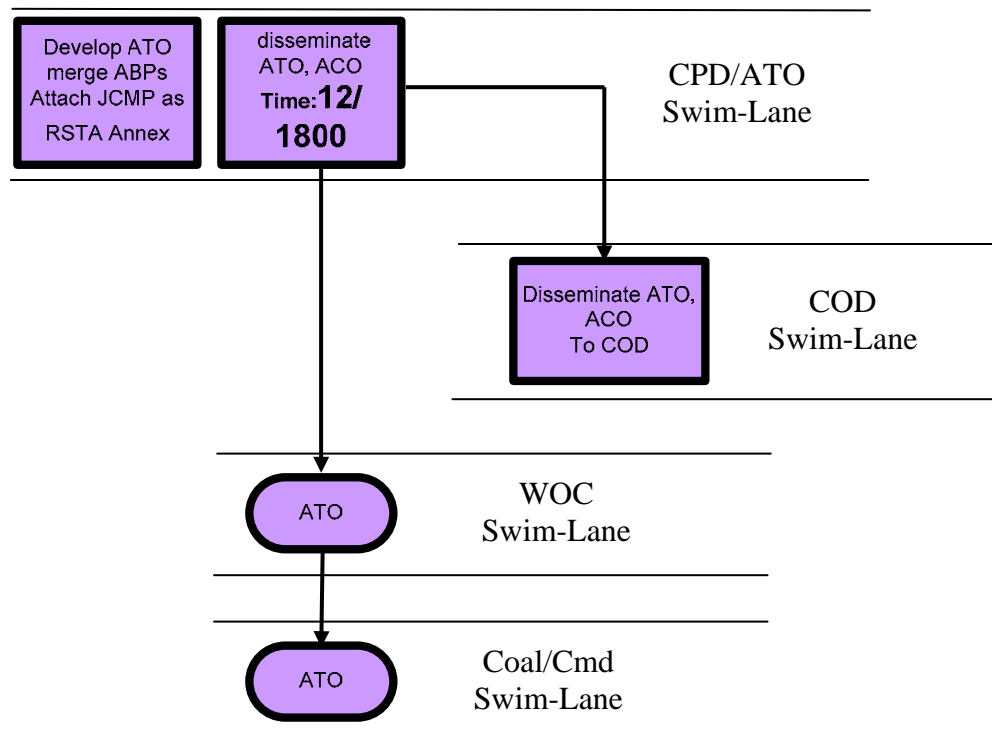 Develop ATO
merge ABPs
Attach JCMP as
RSTA Annex
disseminate
ATO, ACO
Time:12/
1800
CPD/ATO
Swim-Lane
Disseminate ATO,
ACO
To COD
COD
Swim-Lane
ATO
WOC
Swim-Lane
ATO
Coal/Cmd
Swim-Lane